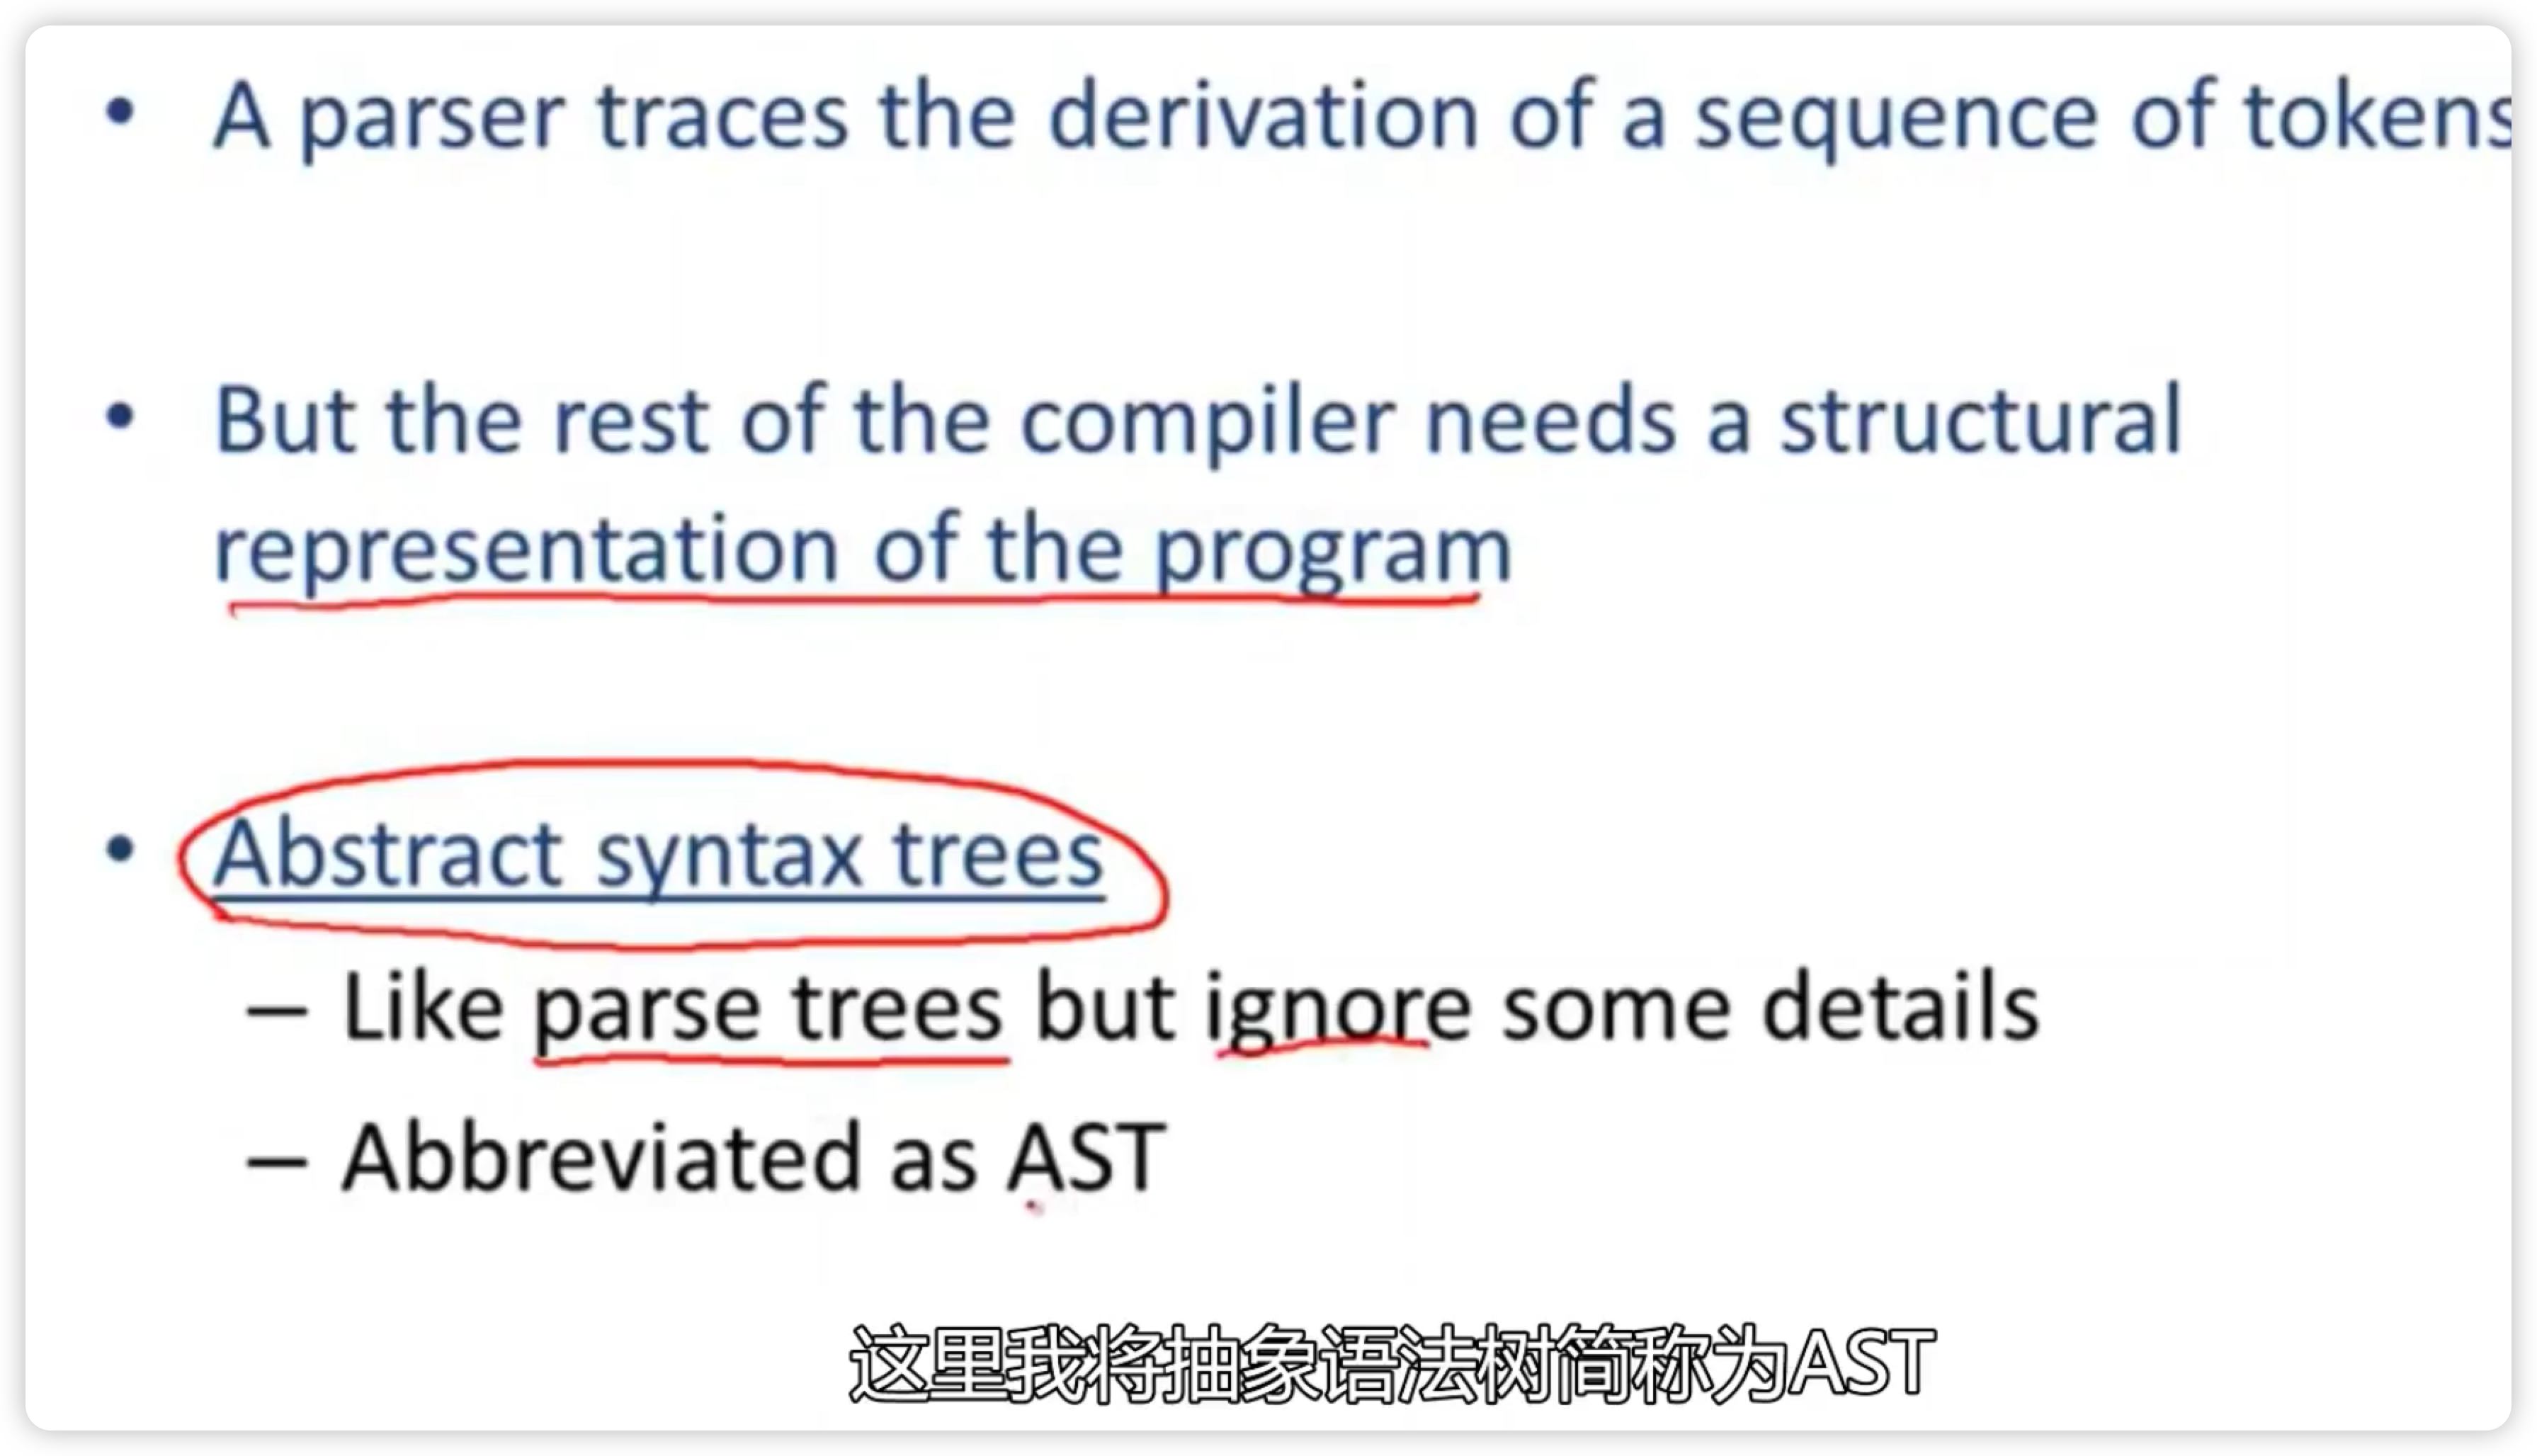 • A parser traces the derivation of a sequence of tokens
• But the rest of the compiler needs a structural
representation of the program
• Abstract syntax trees
– Like parse trees but ignore some details
– Abbreviated as AST
这里我将抽象语法树简称为AST